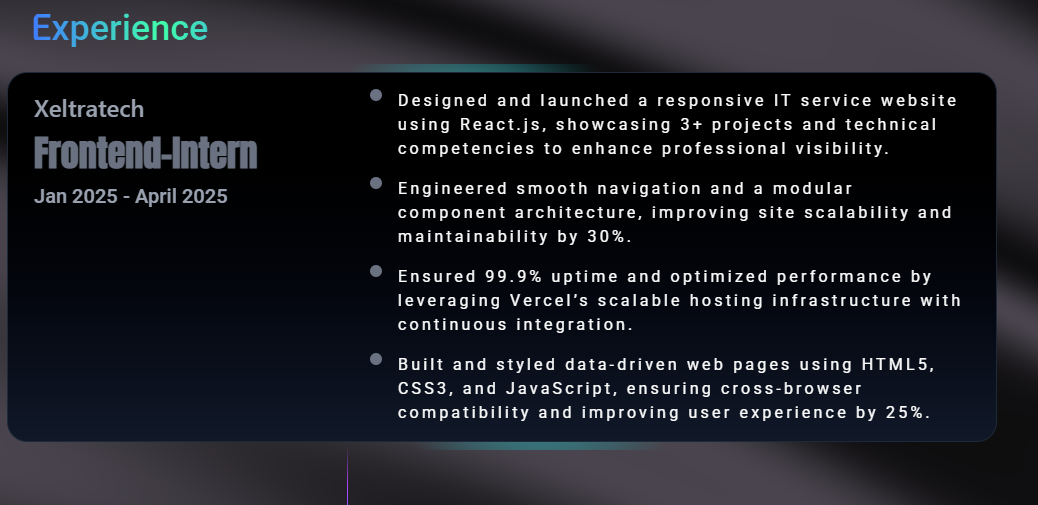 Experience
Xeltratech
Frontend-Intern
Jan 2025 - April 2025
Designed and launched a responsive IT service website
using React.js, showcasing 3+ projects and technical
competencies to enhance professional visibility.
Engineered smooth navigation and a modular
component architecture, improving site scalability and
maintainability by 30%.
Ensured 99.9% uptime and optimized performance by
leveraging Vercel’s scalable hosting infrastructure with
continuous integration.
Built and styled data-driven web pages using HTML5,
CSS3, and JavaScript, ensuring cross-browser
compatibility and improving user experience by 25%.